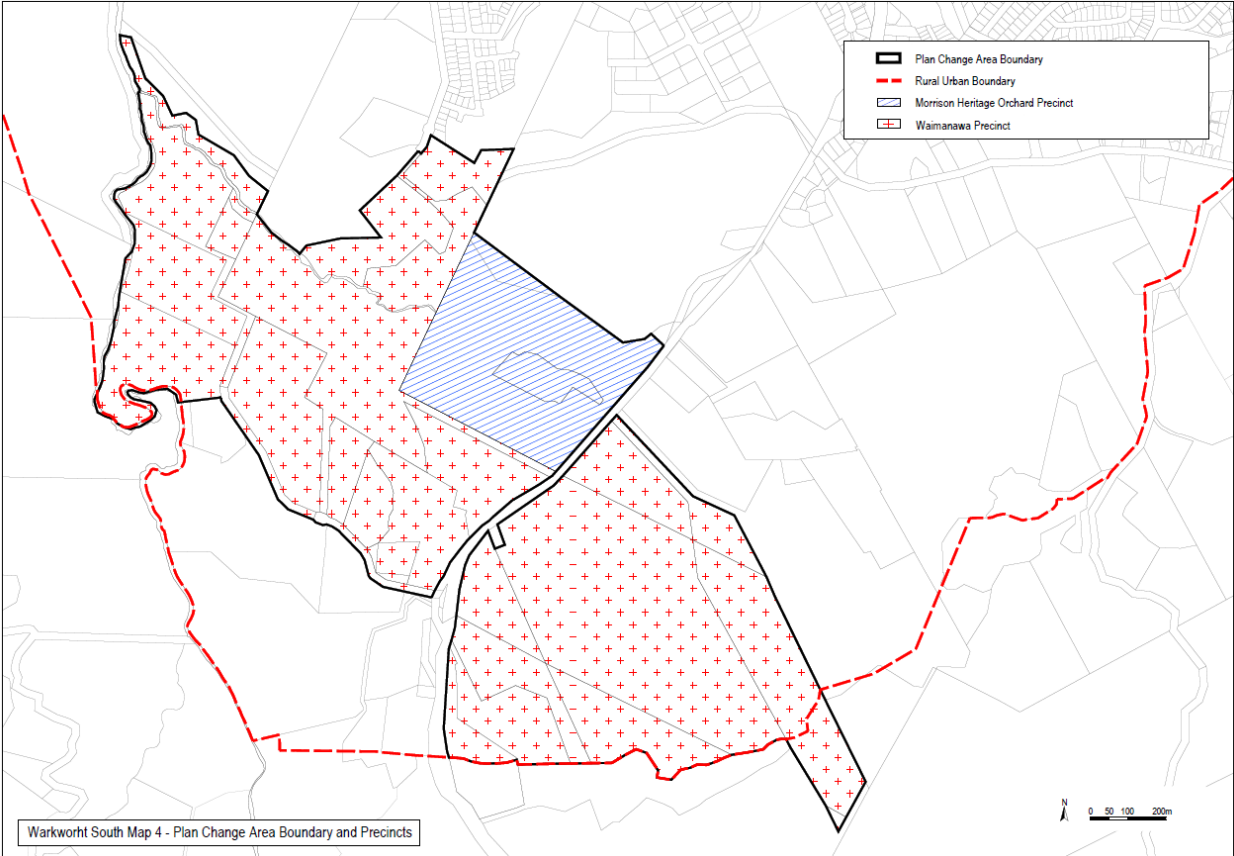 Plan Change Area Boundary
Rural Urban Boundary
Morrison Heritage Orchard Precinct
Waimanawa Precinct
N
0 50 100 200m
Warkworht South Map 4 - Plan Change Area Boundary and Precincts